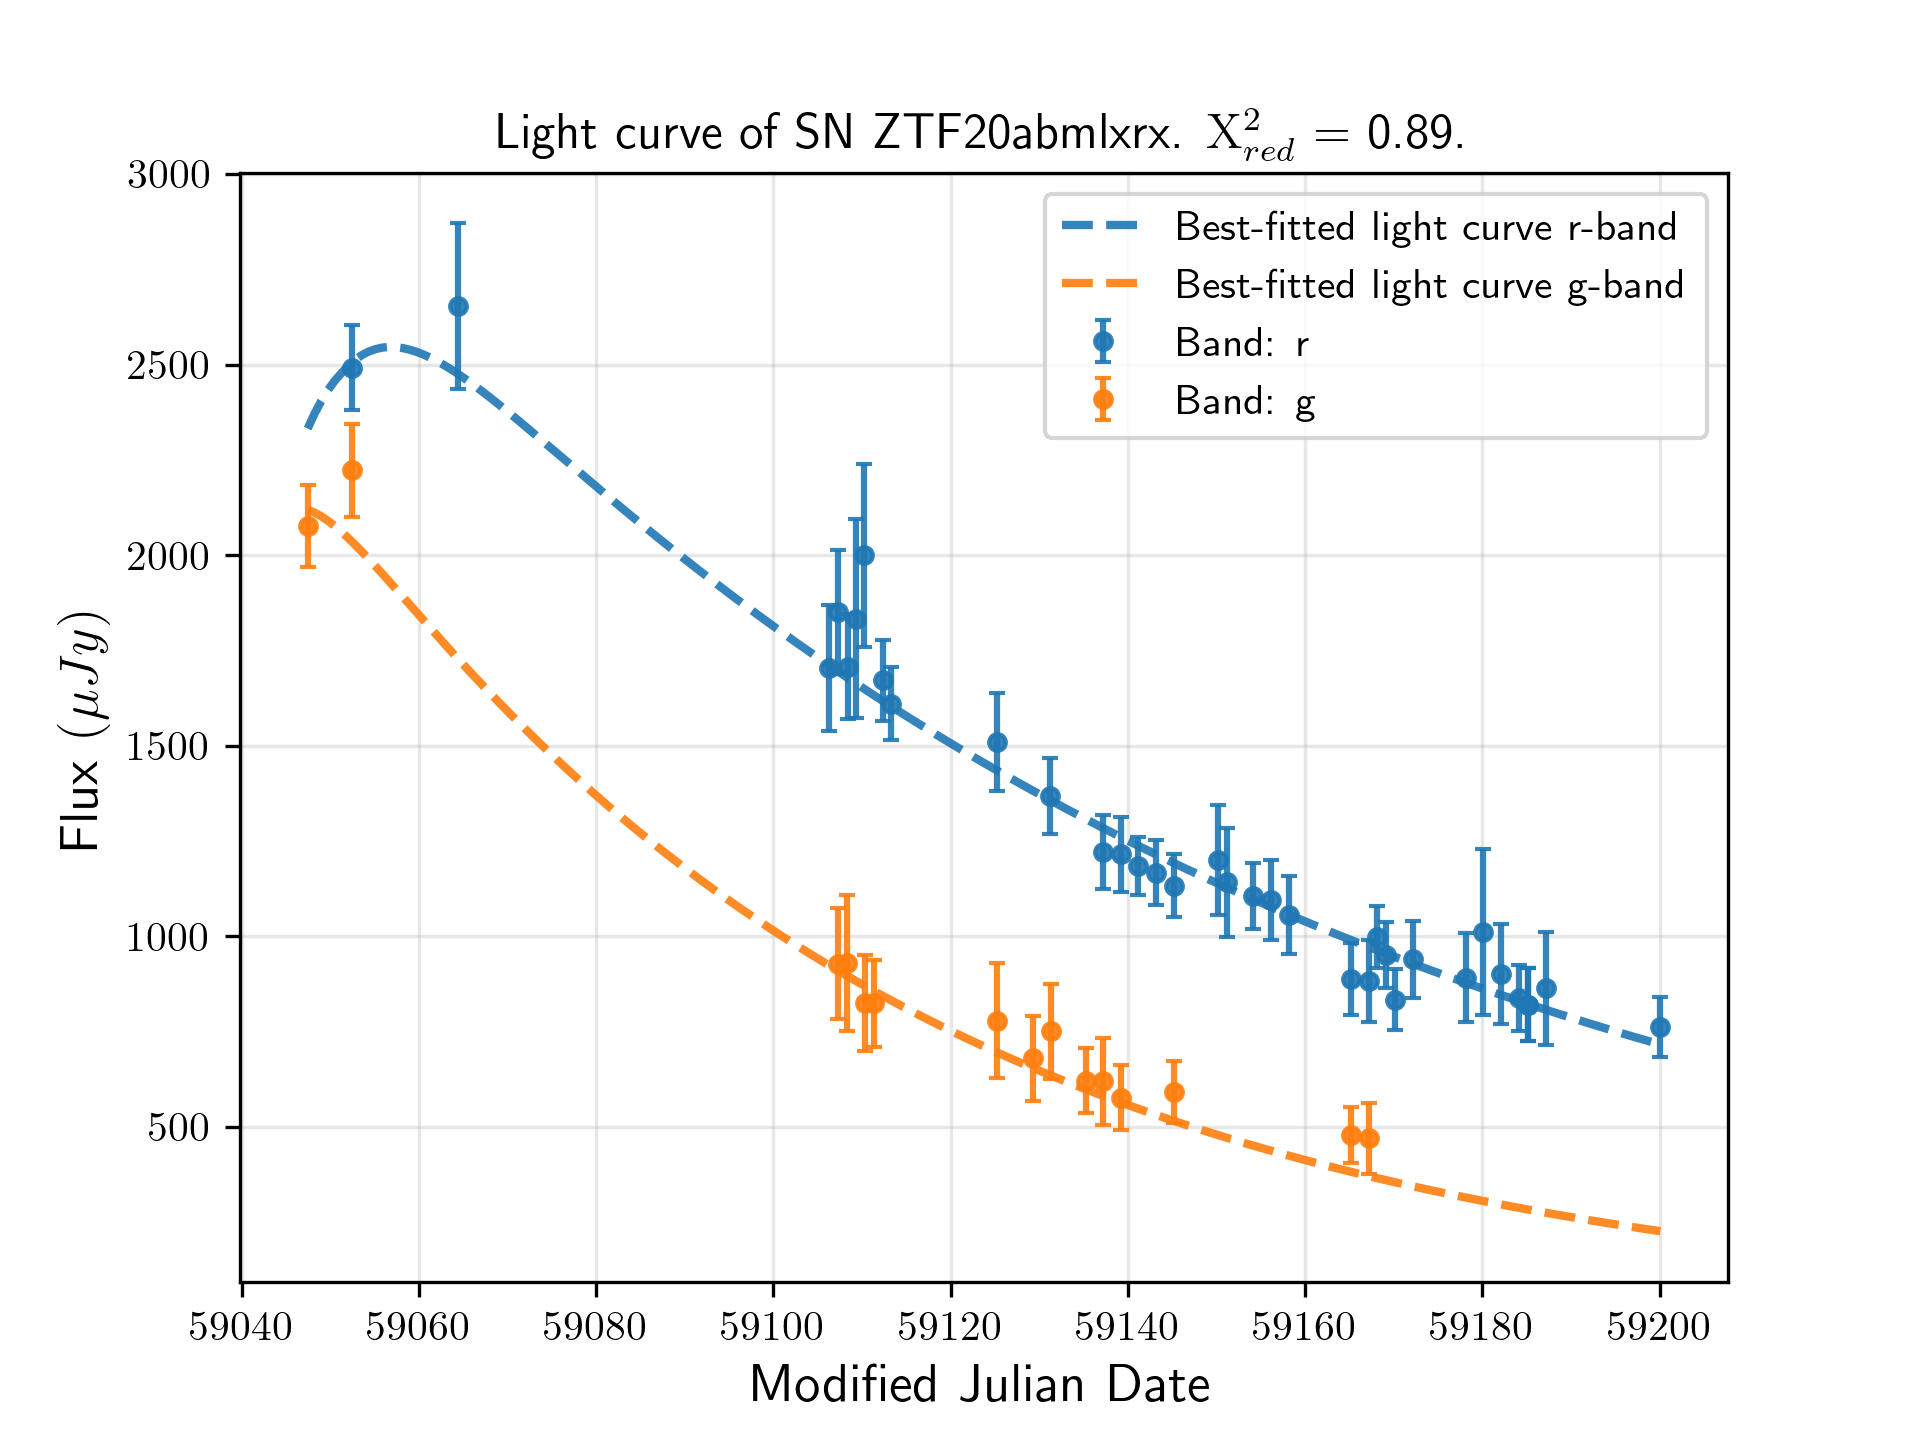 Light curve of SN ZTF20abmlxrx. X²_red = 0.89.
3000
2500
2000
1500
1000
500
Flux (μJy)
Best-fitted light curve r-band
Best-fitted light curve g-band
Band: r
Band: g
59040 59060 59080 59100 59120 59140 59160 59180 59200
Modified Julian Date